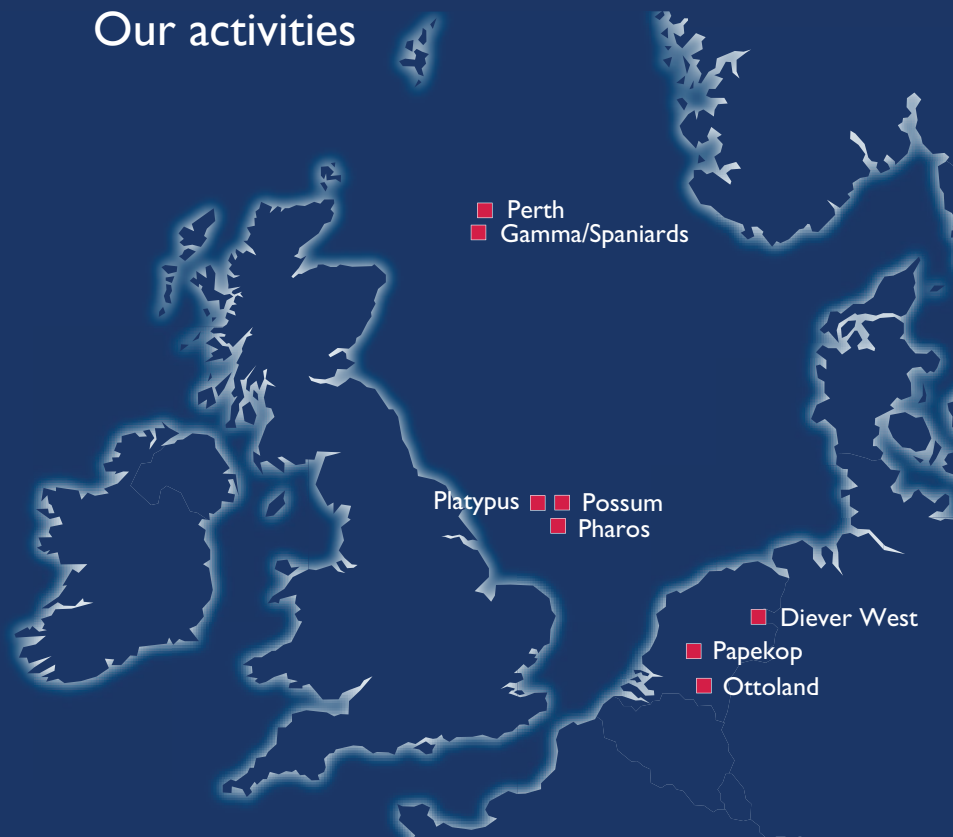 Our activities
Perth
Gamma/Spaniards
Platypus
Possum
Pharos
Diever West
Papekop
Ottoland